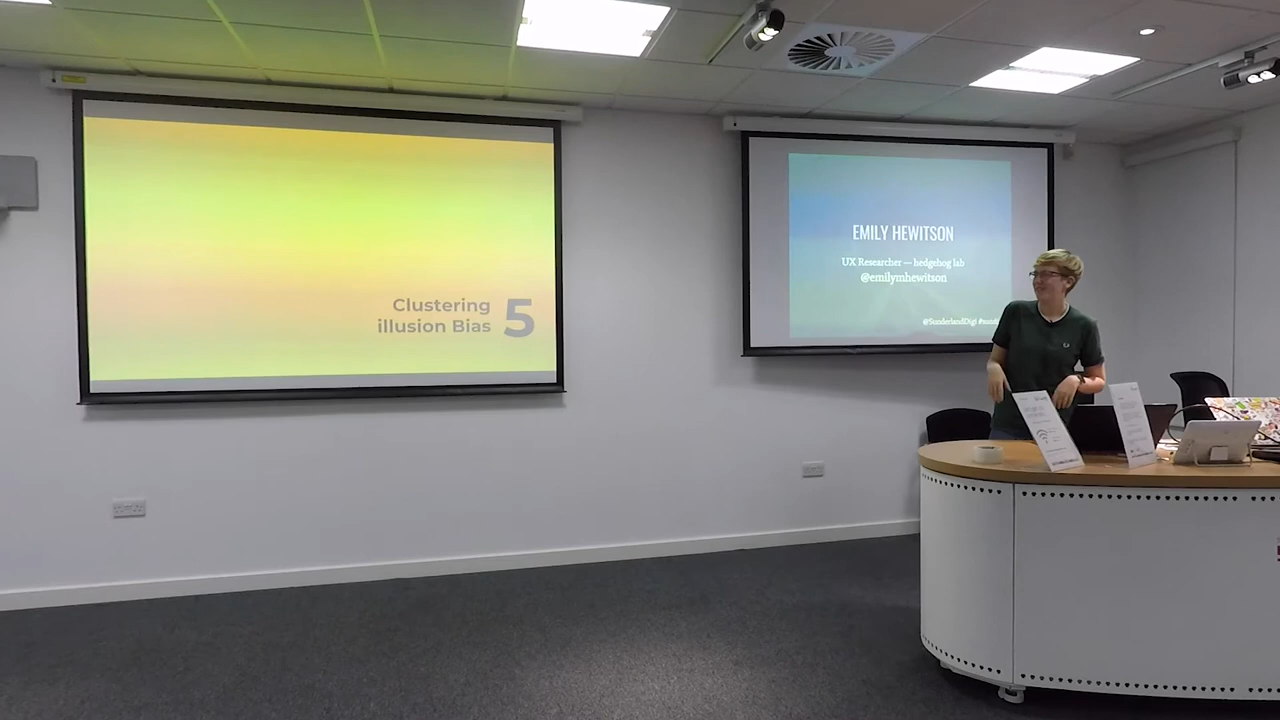 Clustering
illusion Bias 5
EMILY HEWITSON
UX Researcher — hedgehog lab
@emilymhewitson
@SunderlandDigi